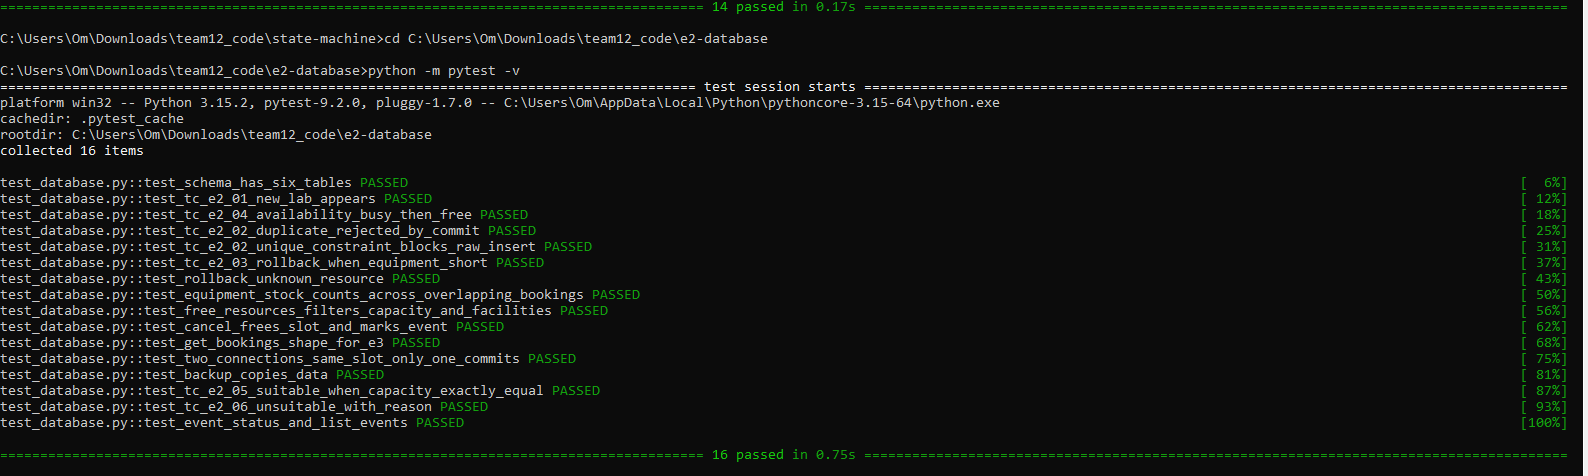 ======================================================================================== 14 passed in 0.17s ========================================================================================
C:\Users\Om\Downloads\team12_code\state-machine>cd C:\Users\Om\Downloads\team12_code\e2-database
C:\Users\Om\Downloads\team12_code\e2-database>python -m pytest -v
======================================================================================= test session starts ========================================================================================
platform win32 -- Python 3.15.2, pytest-9.2.0, pluggy-1.7.0 -- C:\Users\Om\AppData\Local\Python\pythoncore-3.15-64\python.exe
cachedir: .pytest_cache
rootdir: C:\Users\Om\Downloads\team12_code\e2-database
collected 16 items
test_database.py::test_schema_has_six_tables PASSED [  6%]
test_database.py::test_tc_e2_01_new_lab_appears PASSED [ 12%]
test_database.py::test_tc_e2_04_availability_busy_then_free PASSED [ 18%]
test_database.py::test_tc_e2_02_duplicate_rejected_by_commit PASSED [ 25%]
test_database.py::test_tc_e2_02_unique_constraint_blocks_raw_insert PASSED [ 31%]
test_database.py::test_tc_e2_03_rollback_when_equipment_short PASSED [ 37%]
test_database.py::test_rollback_unknown_resource PASSED [ 43%]
test_database.py::test_equipment_stock_counts_across_overlapping_bookings PASSED [ 50%]
test_database.py::test_free_resources_filters_capacity_and_facilities PASSED [ 56%]
test_database.py::test_cancel_frees_slot_and_marks_event PASSED [ 62%]
test_database.py::test_get_bookings_shape_for_e3 PASSED [ 68%]
test_database.py::test_two_connections_same_slot_only_one_commits PASSED [ 75%]
test_database.py::test_backup_copies_data PASSED [ 81%]
test_database.py::test_tc_e2_05_suitable_when_capacity_exactly_equal PASSED [ 87%]
test_database.py::test_tc_e2_06_unsuitable_with_reason PASSED [ 93%]
test_database.py::test_event_status_and_list_events PASSED [100%]
======================================================================================== 16 passed in 0.75s ========================================================================================